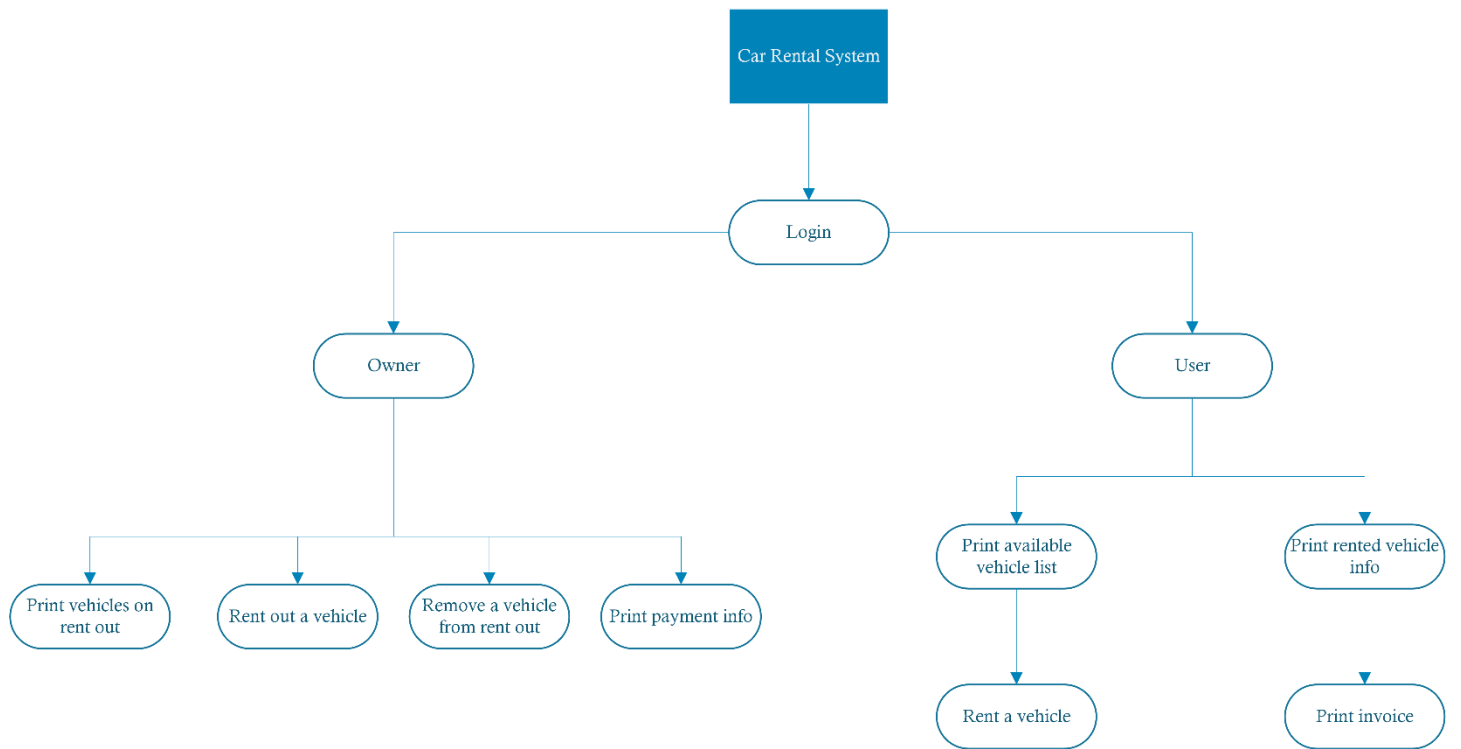 Car Rental System
Login
Owner
User
Print available
vehicle list
Print rented vehicle
info
Print vehicles on
rent out
Rent out a vehicle
Remove a vehicle
from rent out
Print payment info
Rent a vehicle
Print invoice